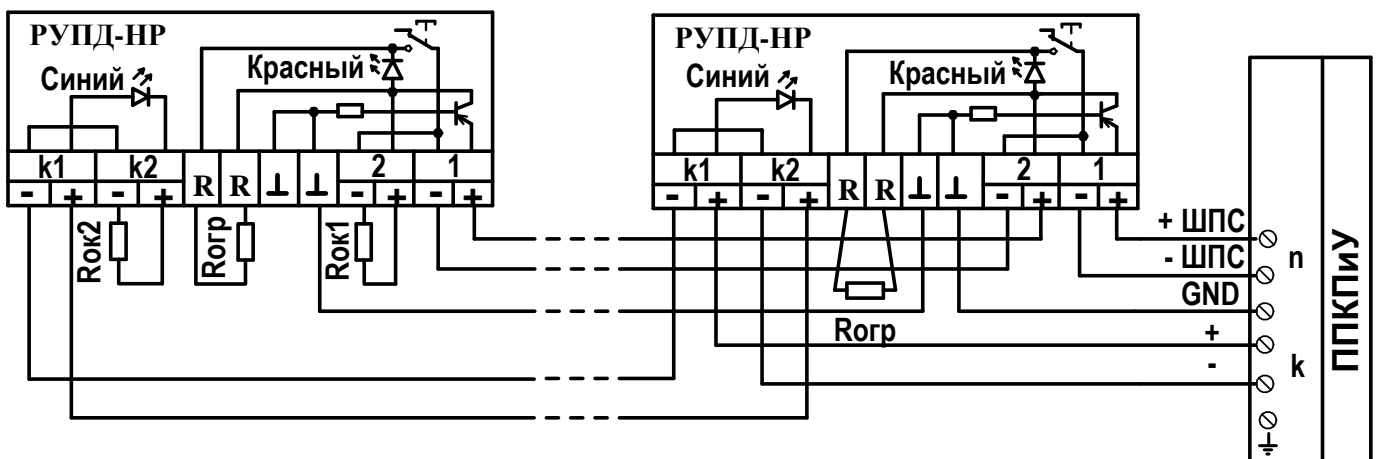 РУПД-НР
Синий
Красный
k1 k2 2 1
- + - + R R ⊥ ⊥ - + - +
Rок2
Rогр
Rок1
РУПД-НР
Синий
Красный
k1 k2 2 1
- + - + R R ⊥ ⊥ - + - +
Rогр
+ ШПС
- ШПС
GND
+
-
n
k
ППКПиУ